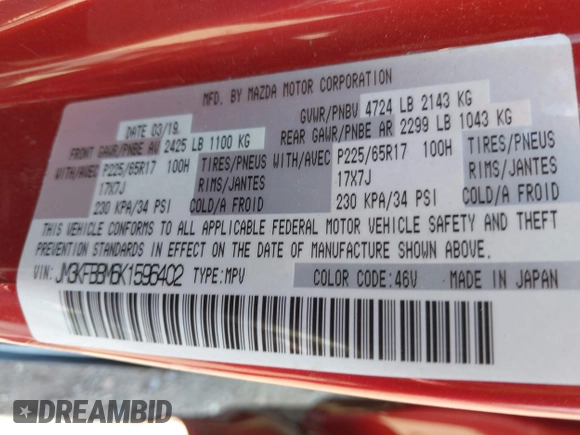 MFD. BY MAZDA MOTOR CORPORATION
DATE 03/19. GVWR/PNBV 4724 LB 2143 KG
FRONT GAWR/PNBE AV 2425 LB 1100 KG REAR GAWR/PNBE AR 2299 LB 1043 KG
WITH/AVEC P225/65R17 100H TIRES/PNEUS WITH/AVEC P225/65R17 100H TIRES/PNEUS
17X7J RIMS/JANTES 17X7J RIMS/JANTES
230 KPA/34 PSI COLD/A FROID 230 KPA/34 PSI COLD/A FROID
THIS VEHICLE CONFORMS TO ALL APPLICABLE FEDERAL MOTOR VEHICLE SAFETY AND THEFT
PREVENTION STANDARDS IN EFFECT ON THE DATE OF MANUFACTURE SHOWN ABOVE.
VIN: JM3KFBBM6K1596402 TYPE:MPV COLOR CODE:46V MADE IN JAPAN
DREAMBID